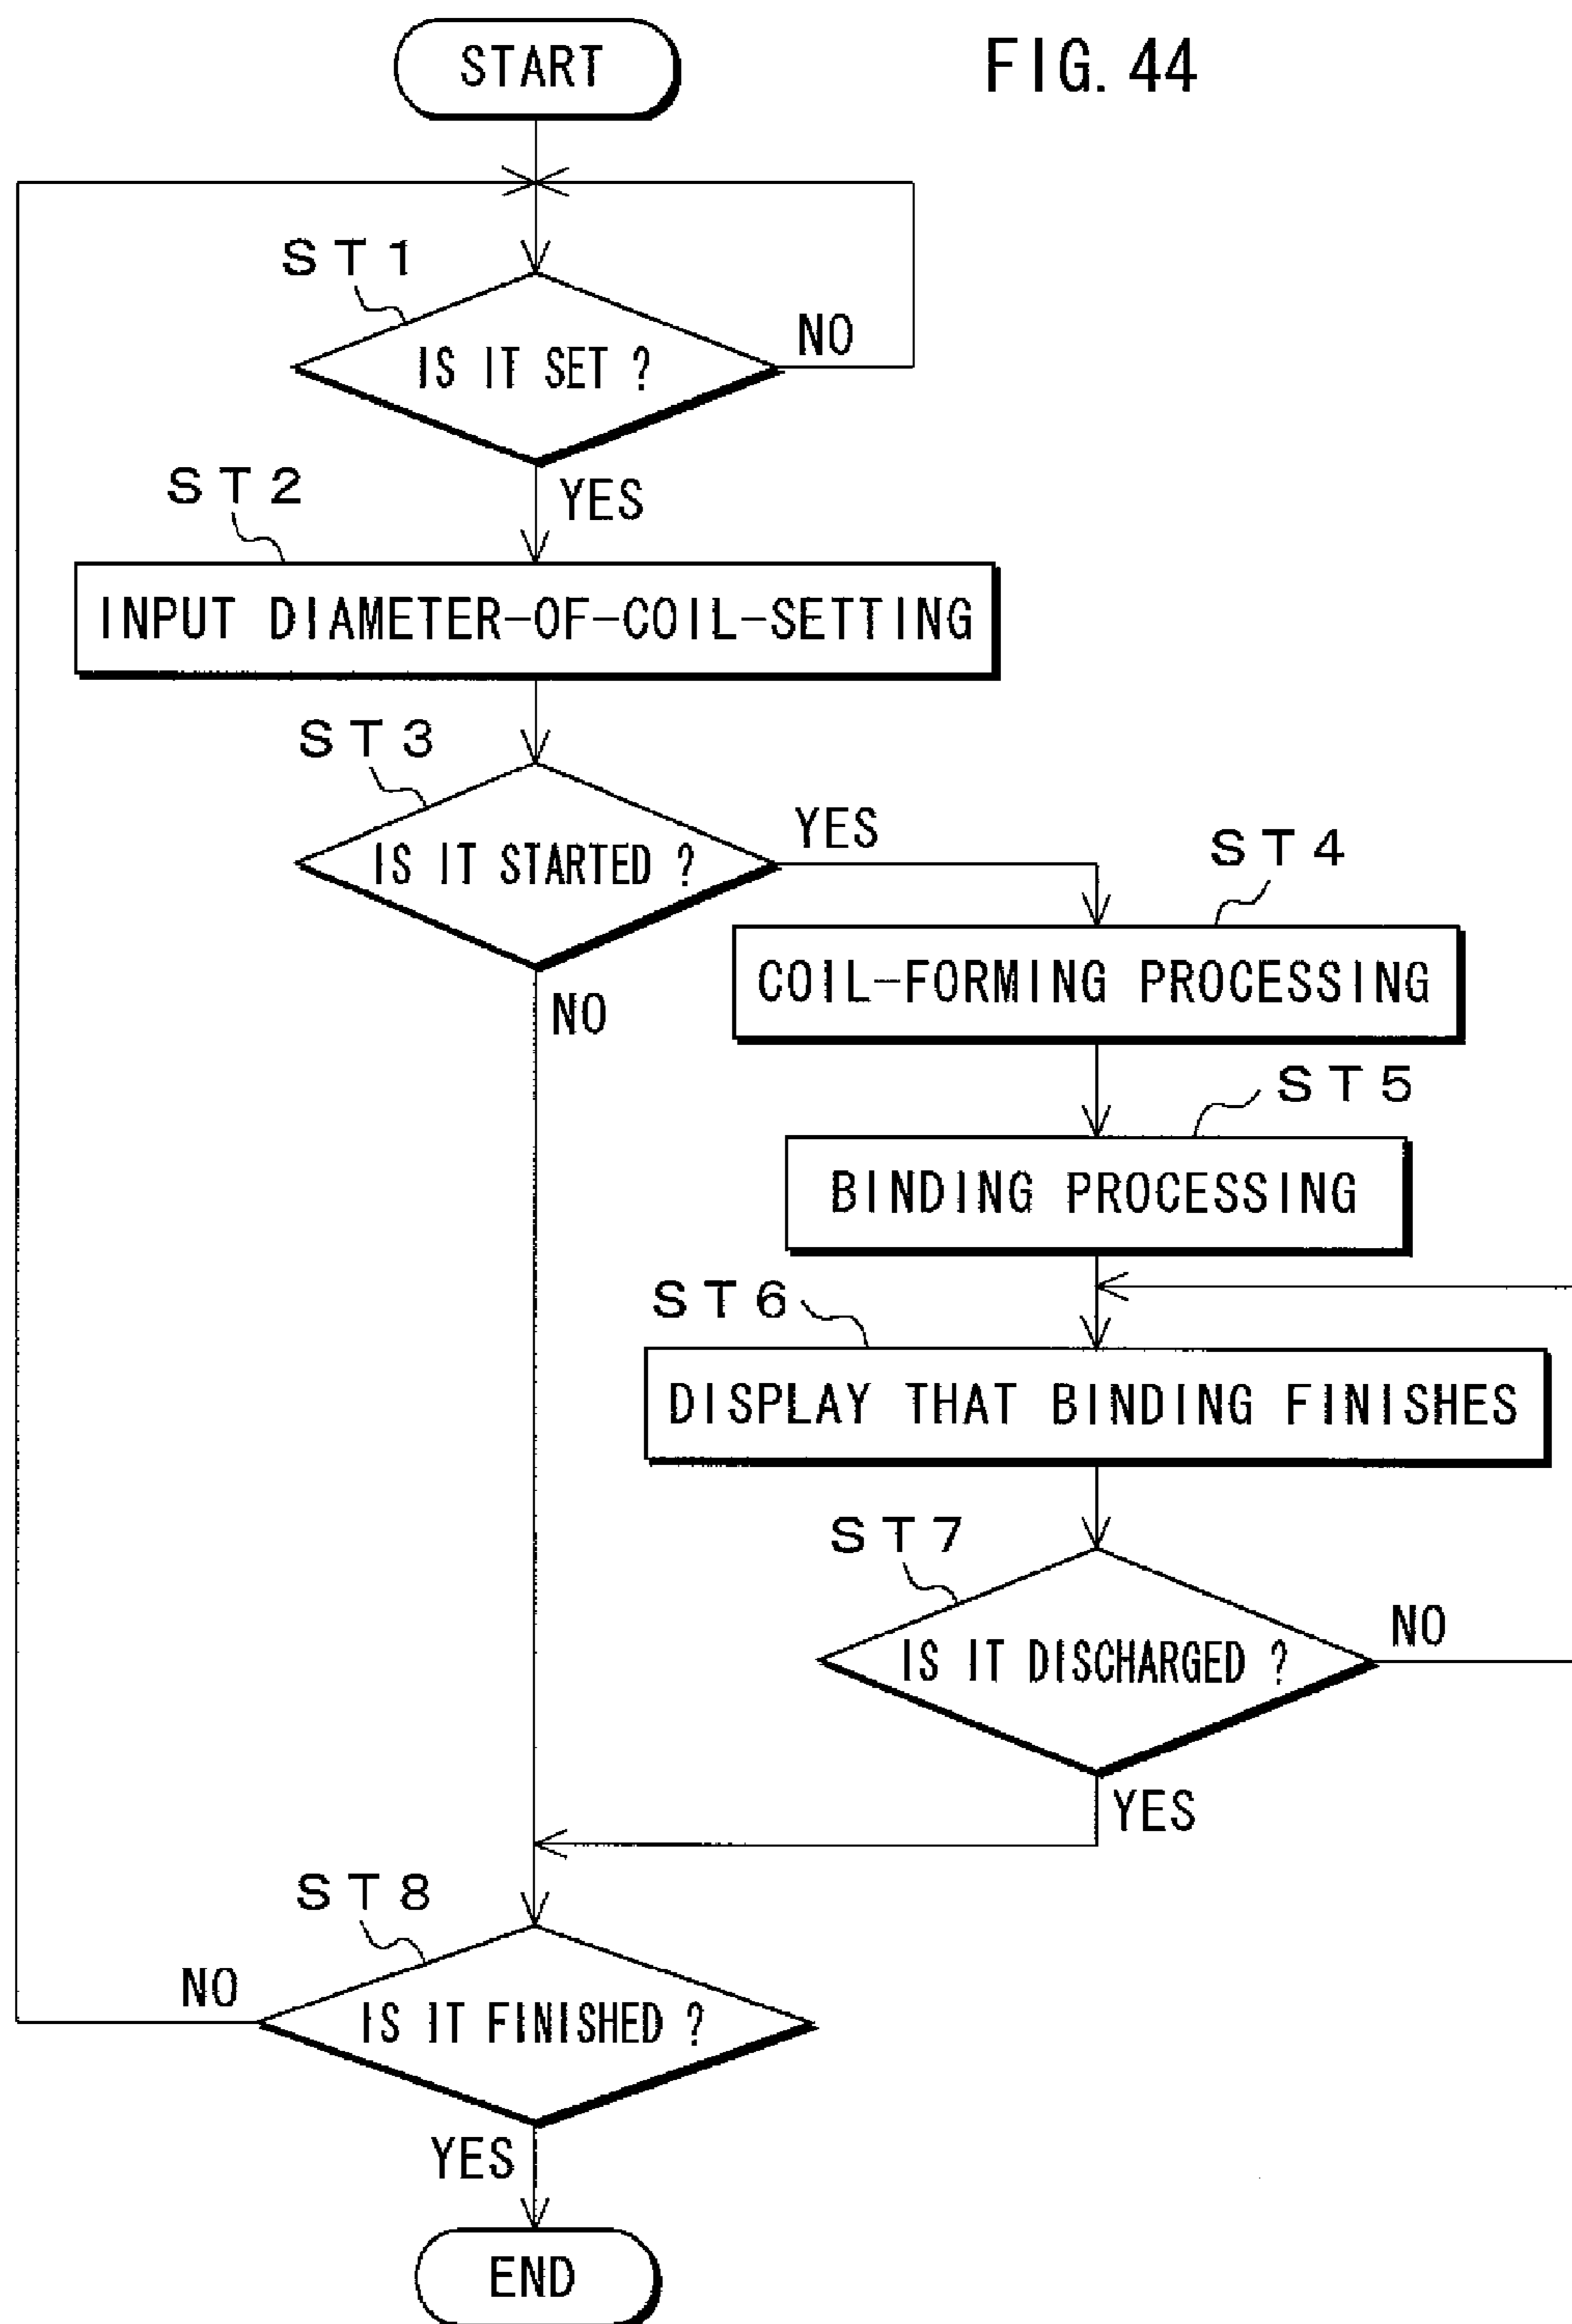 START
FIG. 44
ST1
IS IT SET ?
NO
YES
ST2
INPUT DIAMETER-OF-COIL-SETTING
ST3
IS IT STARTED ?
YES
NO
ST4
COIL-FORMING PROCESSING
ST5
BINDING PROCESSING
ST6
DISPLAY THAT BINDING FINISHES
ST7
IS IT DISCHARGED ?
NO
YES
ST8
IS IT FINISHED ?
NO
YES
END